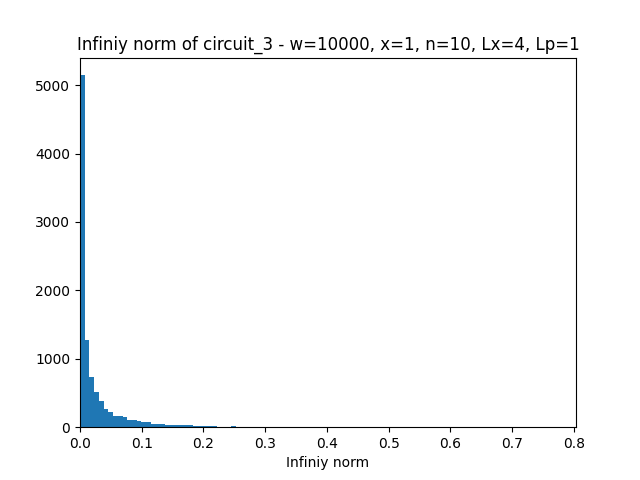 Infiniy norm of circuit_3 - w=10000, x=1, n=10, Lx=4, Lp=1
5000
4000
3000
2000
1000
0
0.0 0.1 0.2 0.3 0.4 0.5 0.6 0.7 0.8
Infiniy norm